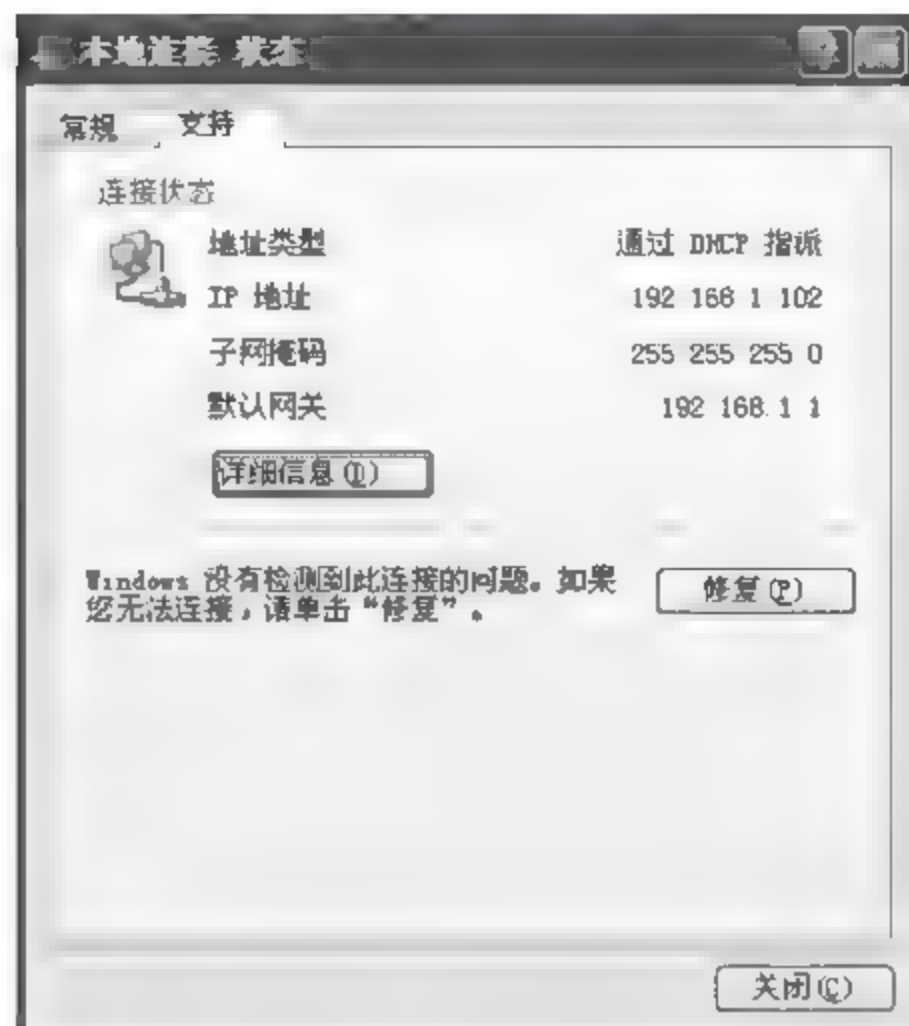 本地连接 状态
常规
支持
连接状态
地址类型 通过 DHCP 指派
IP 地址 192 168 1 102
子网掩码 255 255 255 0
默认网关 192 168.1 1
详细信息(D)
Windows 没有检测到此连接的问题。如果
您无法连接，请单击“修复”。
修复(P)
关闭(C)